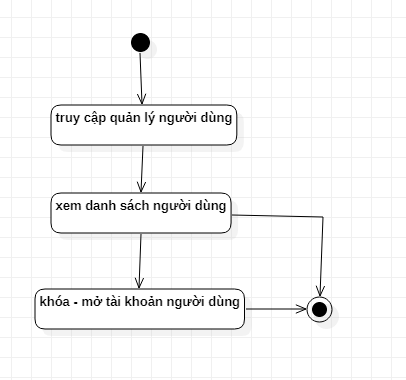 truy cập quản lý người dùng
xem danh sách người dùng
khóa - mở tài khoản người dùng